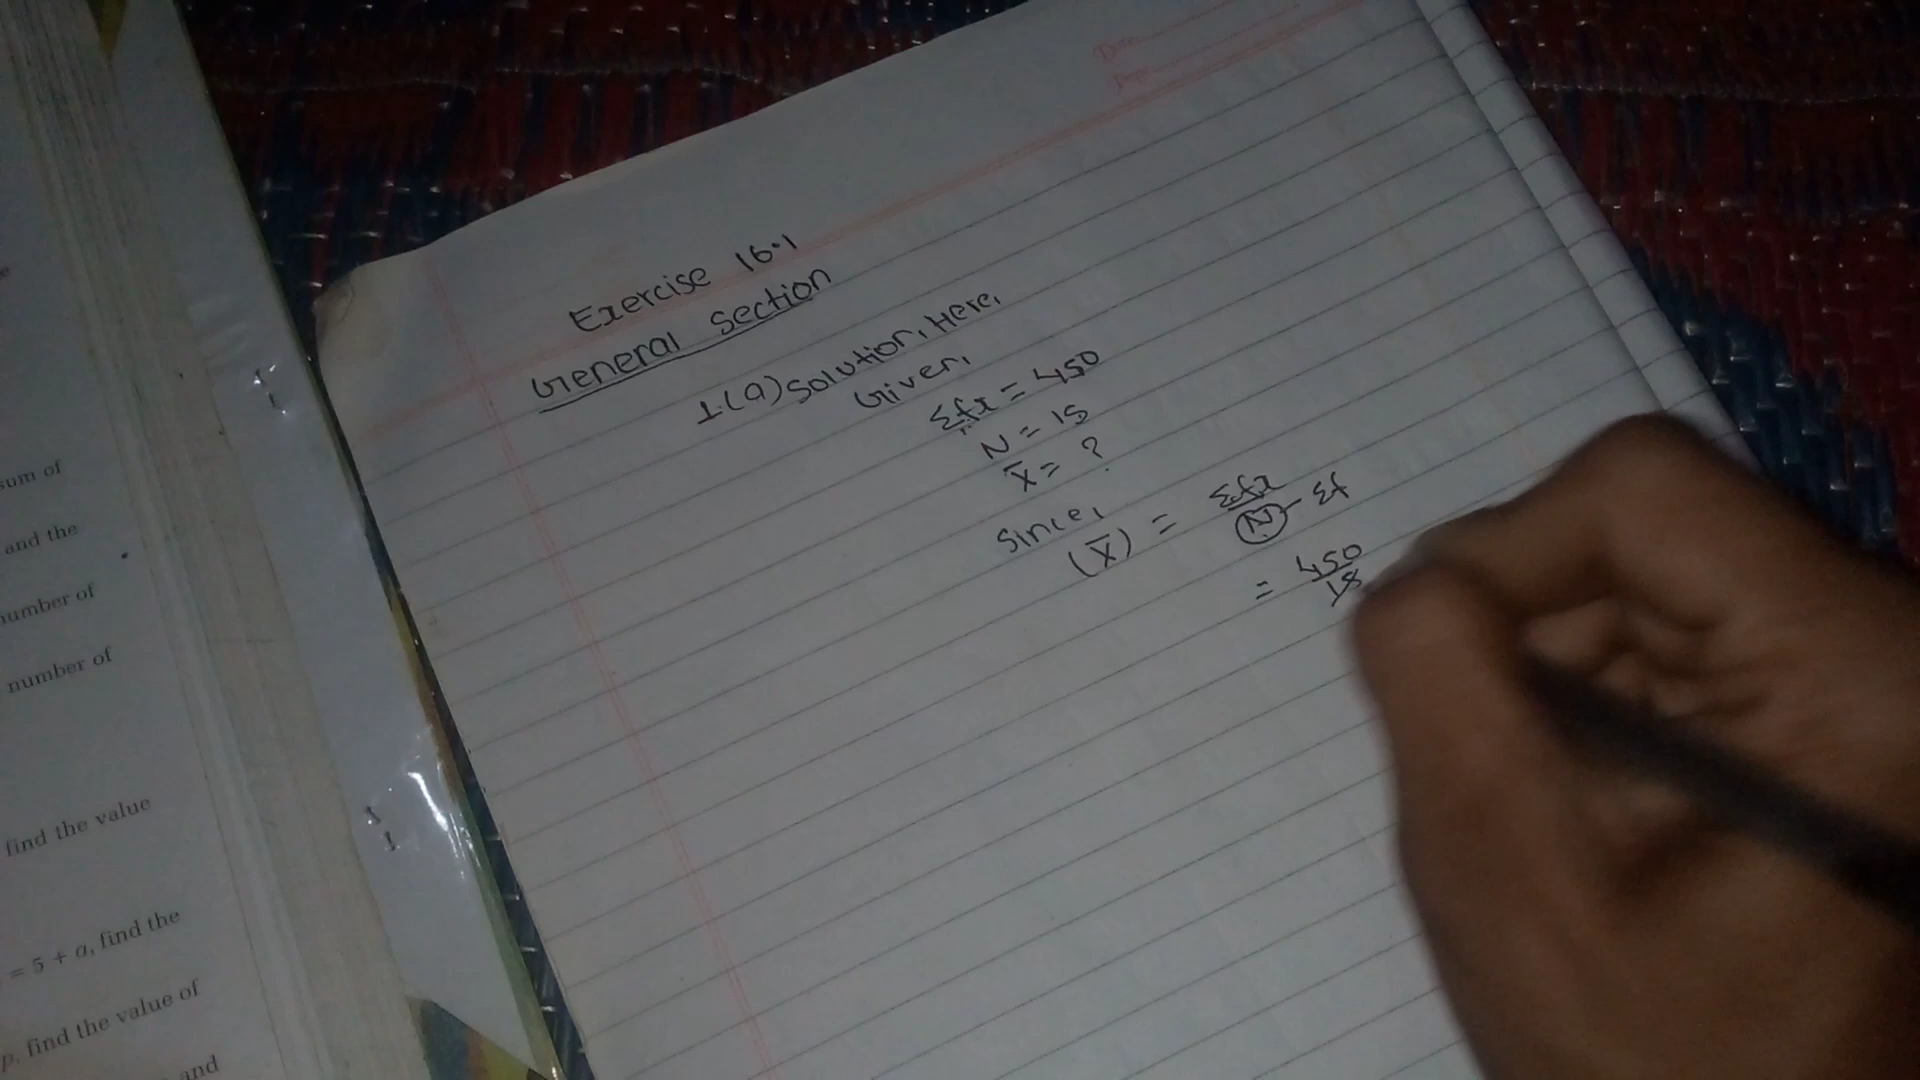 sum of
and the
number of
number of
find the value
= 5 + a, find the
p, find the value of
and
Exercise 16.1
General Section
1.(a) Solution, Here,
Given,
Σfx = 450
N = 15
X̅ = ?
Since,
(X̅) = Σfx / N - Σf
= 450 / 15